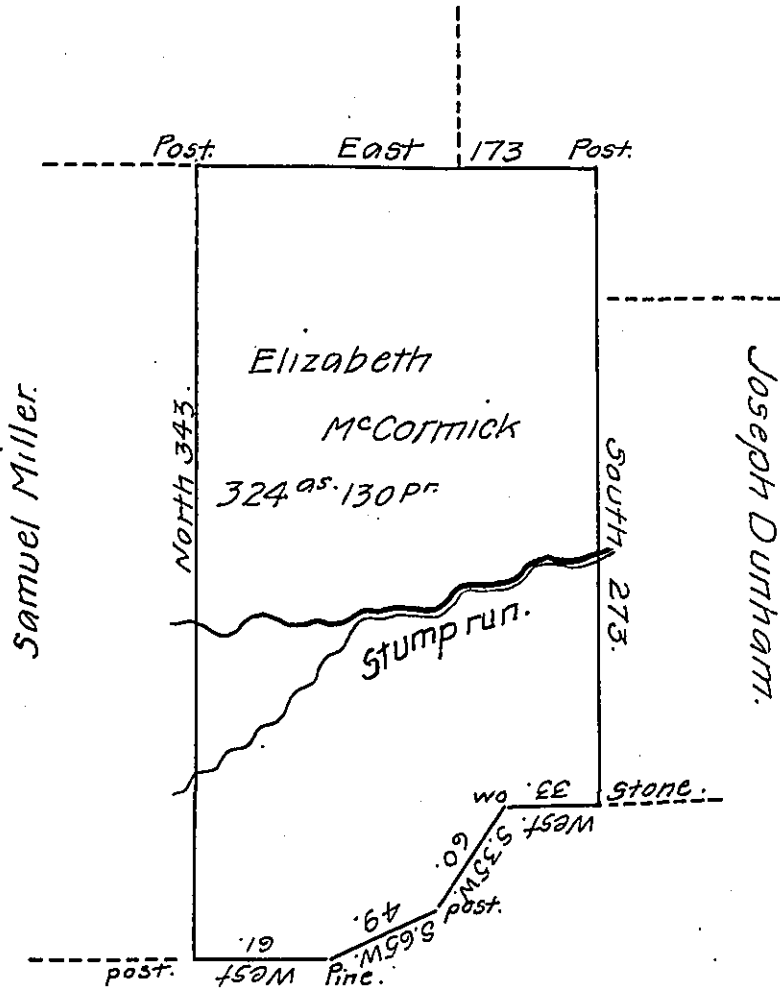 Post. East 173 Post.
Elizabeth
McCormick
324 as. 130 pr.
North 343.
Samuel Miller.
South 273.
Joseph Dunham.
Stump run.
Stone.
West 33.
wo
S.35W. 60.
post.
S.65W. 49.
Pine.
West 61.
post.